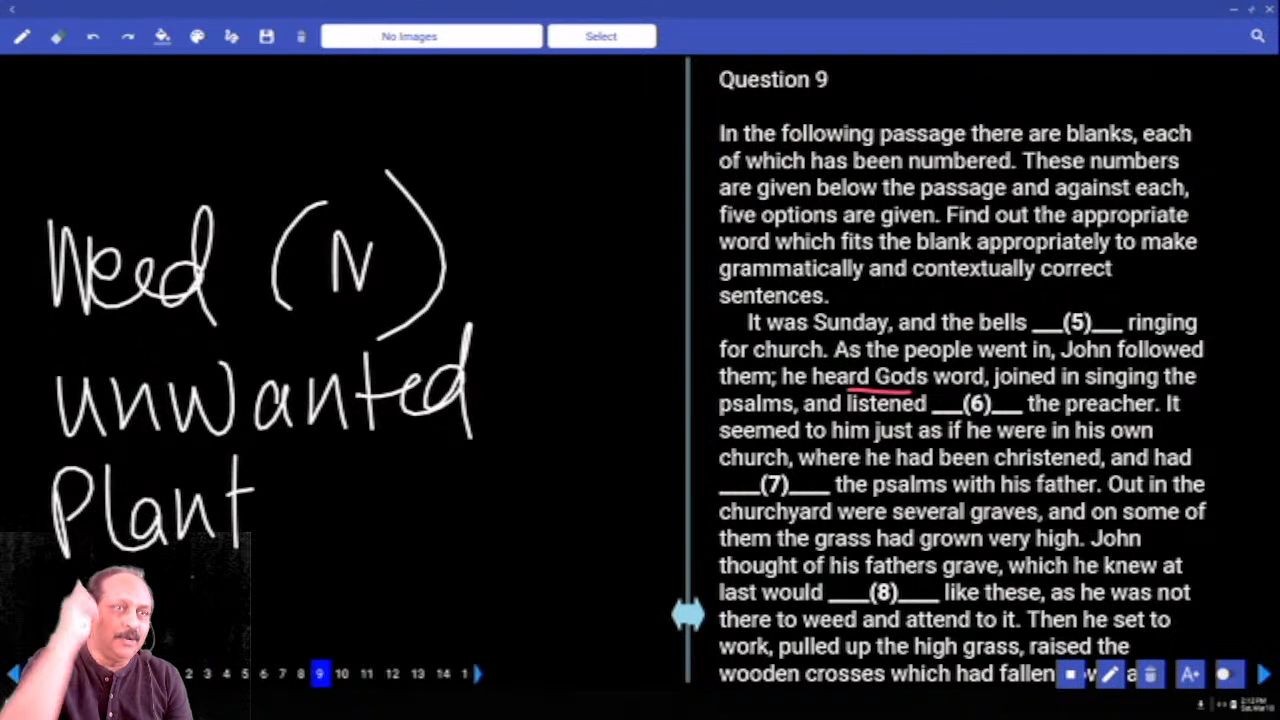 No Images
Select
Weed (N)
unwanted
Plant
Question 9
In the following passage there are blanks, each
of which has been numbered. These numbers
are given below the passage and against each,
five options are given. Find out the appropriate
word which fits the blank appropriately to make
grammatically and contextually correct
sentences.
It was Sunday, and the bells __(5)__ ringing
for church. As the people went in, John followed
them; he heard Gods word, joined in singing the
psalms, and listened __(6)__ the preacher. It
seemed to him just as if he were in his own
church, where he had been christened, and had
___(7)___ the psalms with his father. Out in the
churchyard were several graves, and on some of
them the grass had grown very high. John
thought of his fathers grave, which he knew at
last would ___(8)___ like these, as he was not
there to weed and attend to it. Then he set to
work, pulled up the high grass, raised the
wooden crosses which had fallen
2 3 4 5 6 7 8 9 10 11 12 13 14 1
A+